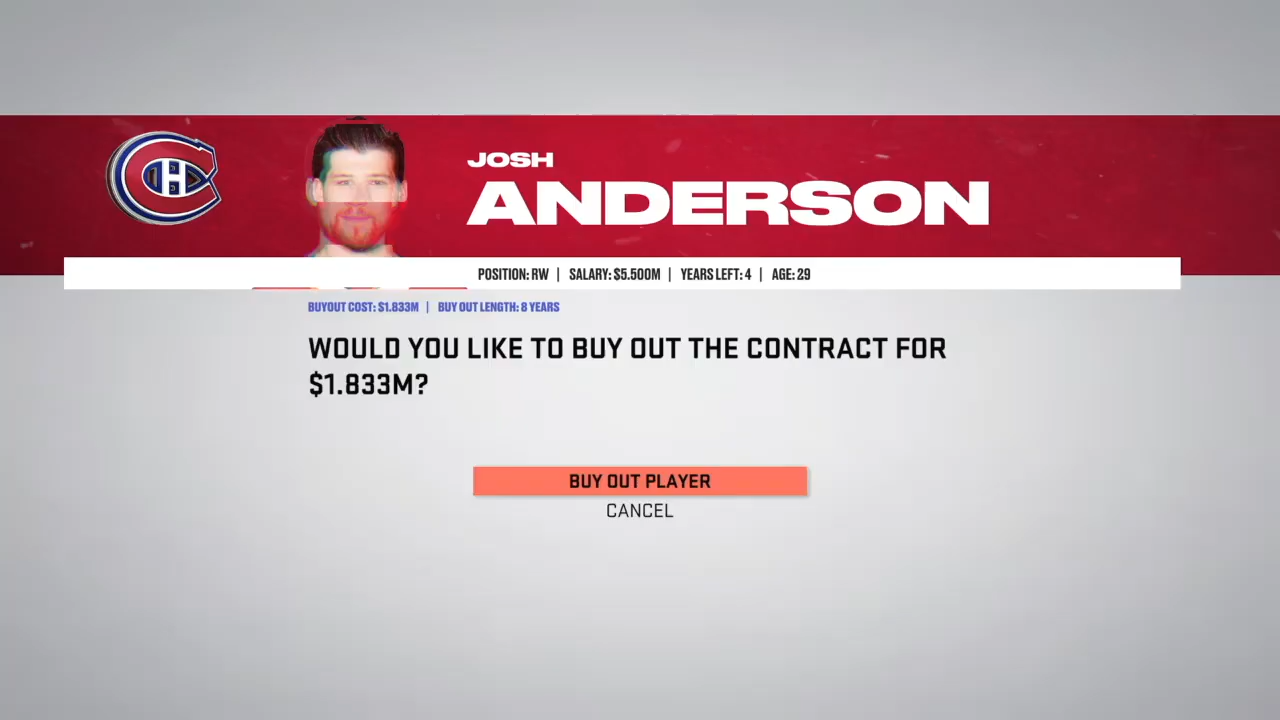 JOSH
ANDERSON
POSITION: RW | SALARY: $5.500M | YEARS LEFT: 4 | AGE: 29
BUYOUT COST: $1.833M | BUY OUT LENGTH: 8 YEARS
WOULD YOU LIKE TO BUY OUT THE CONTRACT FOR
$1.833M?
BUY OUT PLAYER
CANCEL